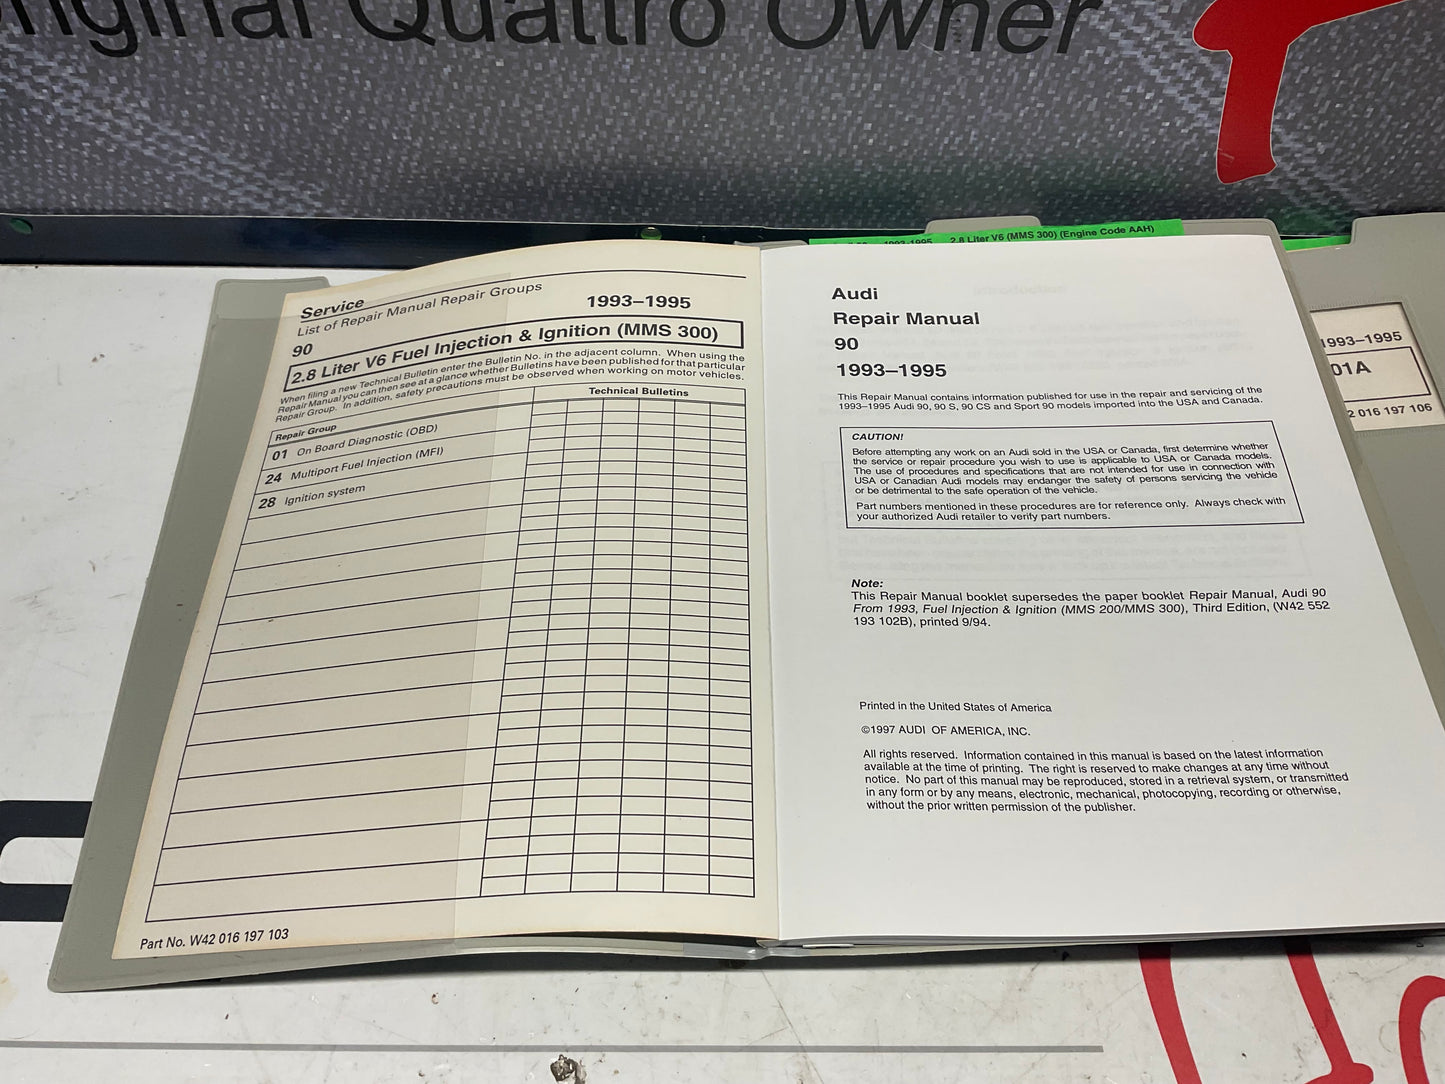 Original Quattro Owner
Service
List of Repair Manual Repair Groups
90
1993–1995
2.8 Liter V6 Fuel Injection & Ignition (MMS 300)
When filing a new Technical Bulletin enter the Bulletin No. in the adjacent column. When using the
Repair Manual you can then see at a glance whether Bulletins have been published for that particular
Repair Group. In addition, safety precautions must be observed when working on motor vehicles.
Repair Group
Technical Bulletins
01 On Board Diagnostic (OBD)
24 Multiport Fuel Injection (MFI)
28 Ignition system
Part No. W42 016 197 103
1993-1995 2.8 Liter V6 (MMS 300) (Engine Code AAH)
Audi
Repair Manual
90
1993–1995
This Repair Manual contains information published for use in the repair and servicing of the
1993–1995 Audi 90, 90 S, 90 CS and Sport 90 models imported into the USA and Canada.
CAUTION!
Before attempting any work on an Audi sold in the USA or Canada, first determine whether
the service or repair procedure you wish to use is applicable to USA or Canada models.
The use of procedures and specifications that are not intended for use in connection with
USA or Canadian Audi models may endanger the safety of persons servicing the vehicle
or be detrimental to the safe operation of the vehicle.
Part numbers mentioned in these procedures are for reference only. Always check with
your authorized Audi retailer to verify part numbers.
Note:
This Repair Manual booklet supersedes the paper booklet Repair Manual, Audi 90
From 1993, Fuel Injection & Ignition (MMS 200/MMS 300), Third Edition, (W42 552
193 102B), printed 9/94.
Printed in the United States of America
©1997 AUDI OF AMERICA, INC.
All rights reserved. Information contained in this manual is based on the latest information
available at the time of printing. The right is reserved to make changes at any time without
notice. No part of this manual may be reproduced, stored in a retrieval system, or transmitted
in any form or by any means, electronic, mechanical, photocopying, recording or otherwise,
without the prior written permission of the publisher.
1993–1995
01A
2 016 197 106